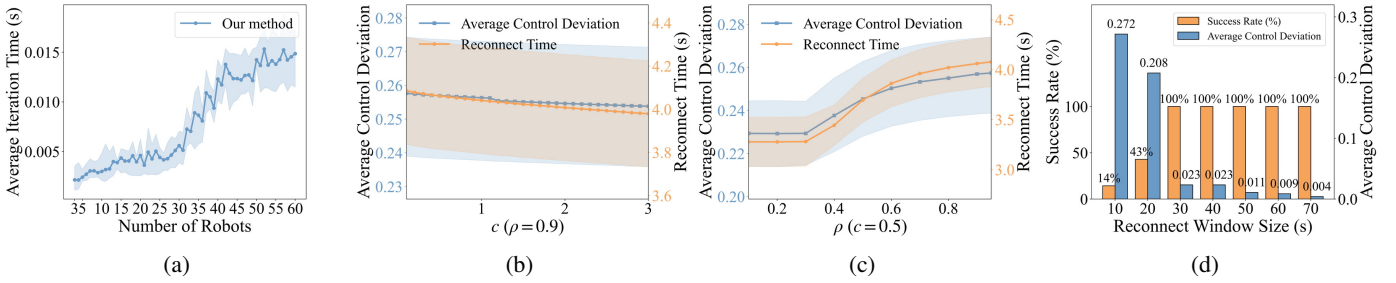 Average Iteration Time (s)
0.015
0.010
0.005
Our method
35 10 15 20 25 30 35 40 45 50 55 60
Number of Robots
(a)
Average Control Deviation
0.28
0.27
0.26
0.25
0.24
0.23
Average Control Deviation
Reconnect Time
4.4
4.2
4.0
3.8
3.6
Reconnect Time (s)
1 2 3
c (ρ=0.9)
(b)
Average Control Deviation
0.28
0.26
0.24
0.22
0.20
Average Control Deviation
Reconnect Time
4.5
4.0
3.5
3.0
Reconnect Time (s)
0.2 0.4 0.6 0.8
ρ (c=0.5)
(c)
Success Rate (%)
100
50
0
Success Rate (%)
Average Control Deviation
0.272
0.208
100% 100% 100% 100% 100%
14% 43% 0.023 0.023 0.011 0.009 0.004
0.3
0.2
0.1
0.0
Average Control Deviation
10 20 30 40 50 60 70
Reconnect Window Size (s)
(d)